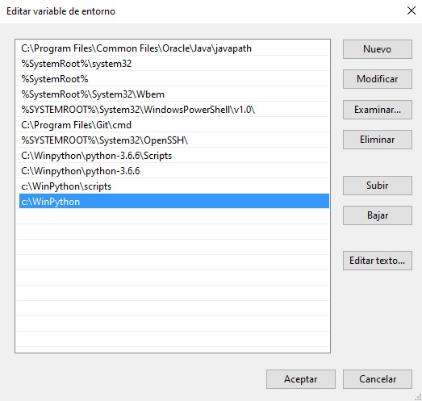 Editar variable de entorno
C:\Program Files\Common Files\Oracle\Java\javapath
%SystemRoot%\system32
%SystemRoot%
%SystemRoot%\System32\Wbem
%SYSTEMROOT%\System32\WindowsPowerShell\v1.0\
C:\Program Files\Git\cmd
%SYSTEMROOT%\System32\OpenSSH\
C:\Winpython\python-3.6.6\Scripts
C:\Winpython\python-3.6.6
c:\WinPython\scripts
c:\WinPython
Nuevo
Modificar
Examinar...
Eliminar
Subir
Bajar
Editar texto...
Aceptar
Cancelar